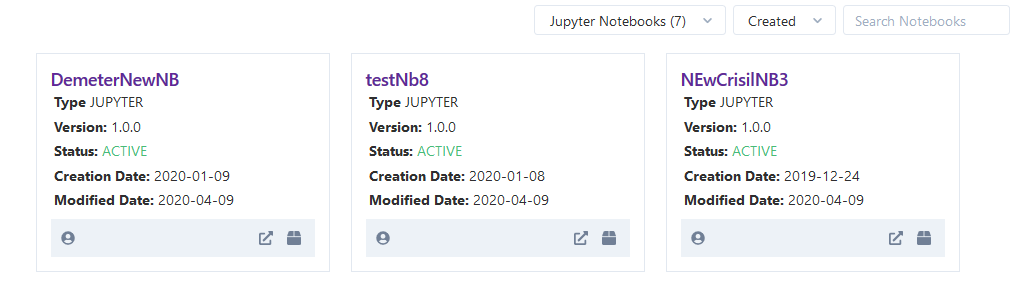 Jupyter Notebooks (7)
Created
Search Notebooks
DemeterNewNB
Type JUPYTER
Version: 1.0.0
Status: ACTIVE
Creation Date: 2020-01-09
Modified Date: 2020-04-09
testNb8
Type JUPYTER
Version: 1.0.0
Status: ACTIVE
Creation Date: 2020-01-08
Modified Date: 2020-04-09
NEwCrisilNB3
Type JUPYTER
Version: 1.0.0
Status: ACTIVE
Creation Date: 2019-12-24
Modified Date: 2020-04-09